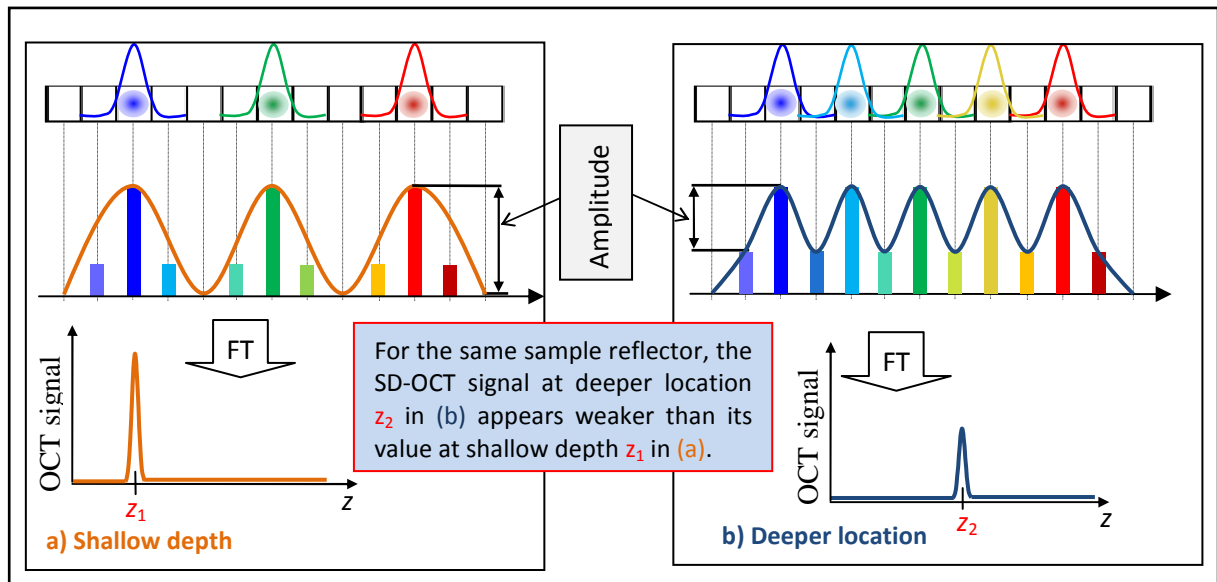 Amplitude
FT
OCT signal
z1
z
a) Shallow depth
For the same sample reflector, the
SD-OCT signal at deeper location
z2 in (b) appears weaker than its
value at shallow depth z1 in (a).
FT
OCT signal
z2
z
b) Deeper location